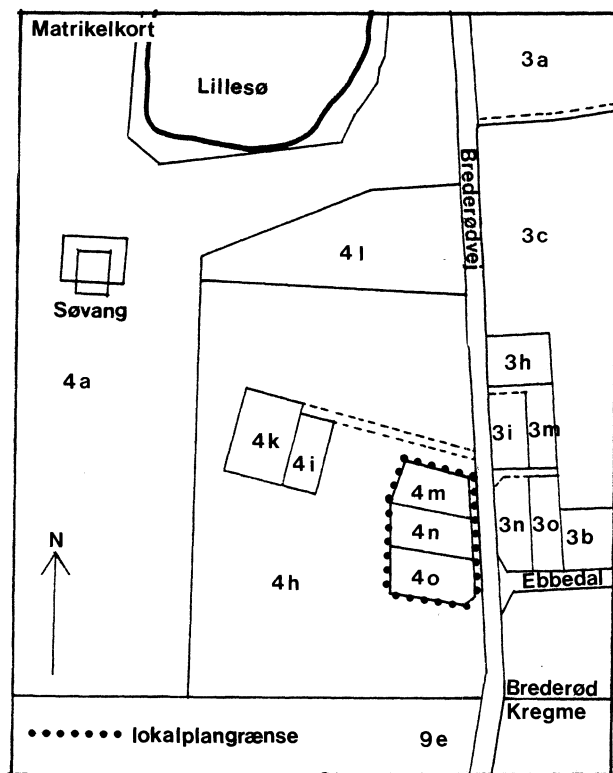 Matrikelkort
3a
Lillesø
Brederødvej
3c
4l
Søvang
3h
4a
4k
4i
3i
3m
4m
3n
3o
3b
4n
N
4h
4o
Ebbedal
Brederød
Kregme
lokalplangrænse
9e